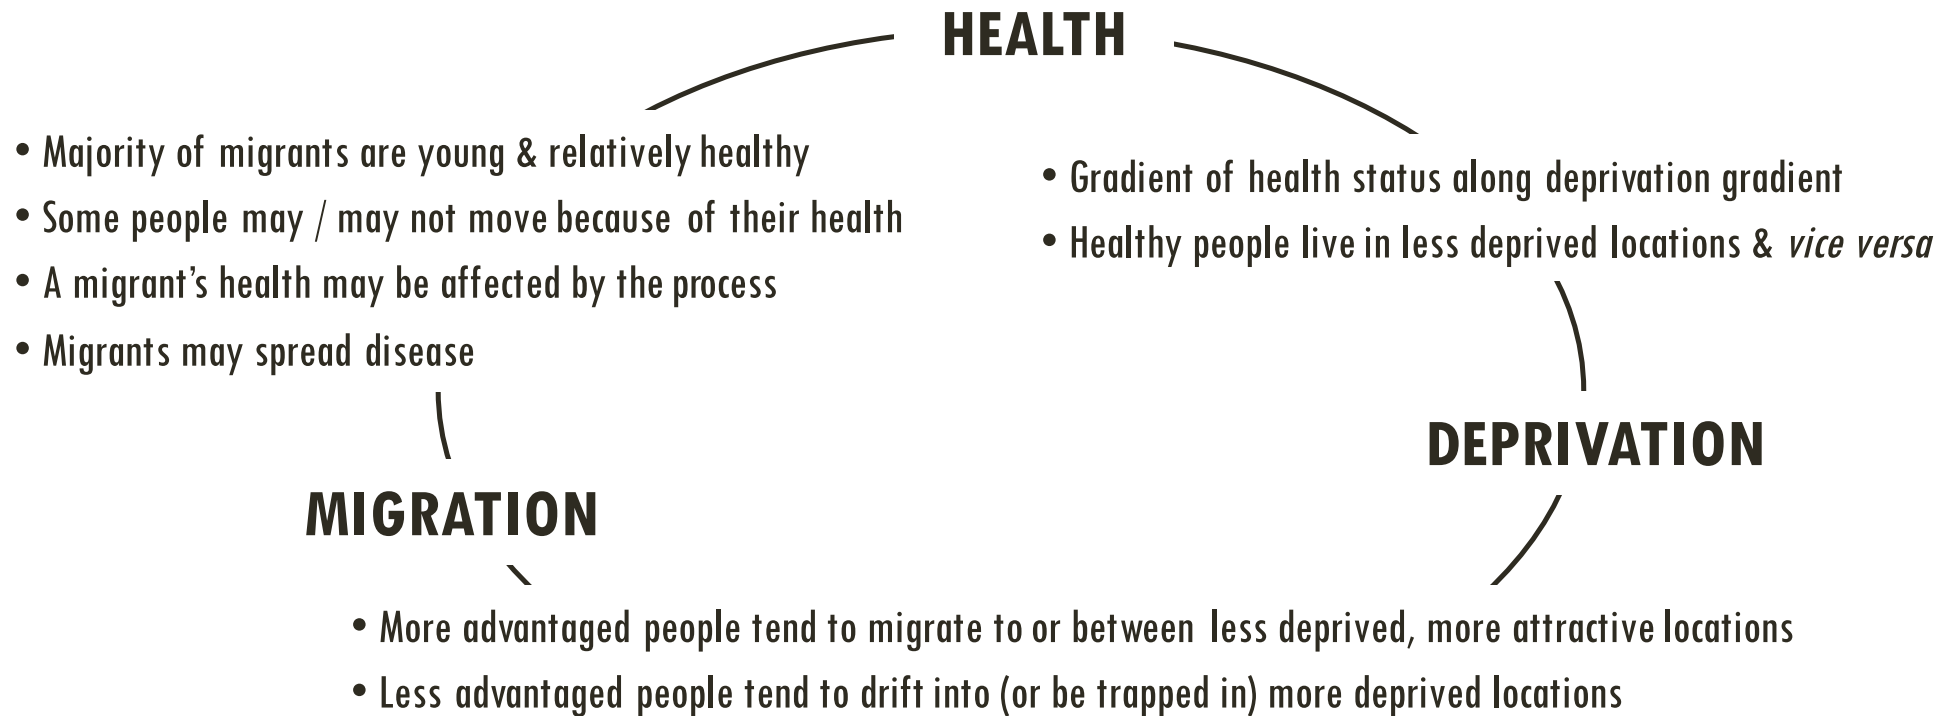 HEALTH
• Majority of migrants are young & relatively healthy
• Some people may / may not move because of their health
• A migrant's health may be affected by the process
• Migrants may spread disease
• Gradient of health status along deprivation gradient
• Healthy people live in less deprived locations & vice versa
DEPRIVATION
MIGRATION
• More advantaged people tend to migrate to or between less deprived, more attractive locations
• Less advantaged people tend to drift into (or be trapped in) more deprived locations